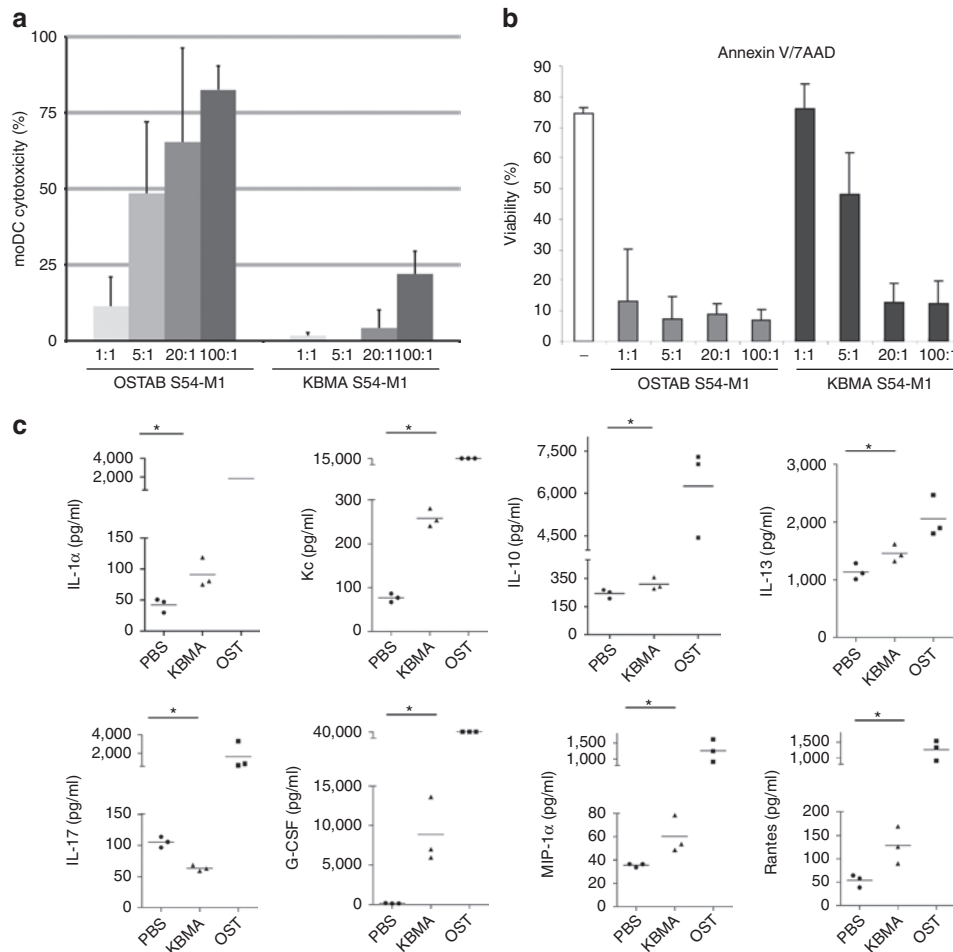 a
100
75
50
25
0
moDC cytotoxicity (%)
1:1 5:1 20:1 100:1 1:1 5:1 20:1 100:1
OSTAB S54-M1 KBMA S54-M1
b
Annexin V/7AAD
90
80
70
60
50
40
30
20
10
0
Viability (%)
– 1:1 5:1 20:1 100:1 1:1 5:1 20:1 100:1
OSTAB S54-M1 KBMA S54-M1
c
*
4,000
2,000
150
100
50
0
IL-1α (pg/ml)
PBS KBMA OST
*
15,000
300
200
100
0
Kc (pg/ml)
PBS KBMA OST
*
7,500
6,000
4,500
350
150
0
IL-10 (pg/ml)
PBS KBMA OST
*
3,000
2,000
1,000
0
IL-13 (pg/ml)
PBS KBMA OST
*
4,000
2,000
150
100
50
0
IL-17 (pg/ml)
PBS KBMA OST
*
40,000
10,000
5,000
0
G-CSF (pg/ml)
PBS KBMA OST
*
1,500
1,000
80
60
40
20
0
MIP-1α (pg/ml)
PBS KBMA OST
*
1,500
1,000
200
150
100
50
0
Rantes (pg/ml)
PBS KBMA OST